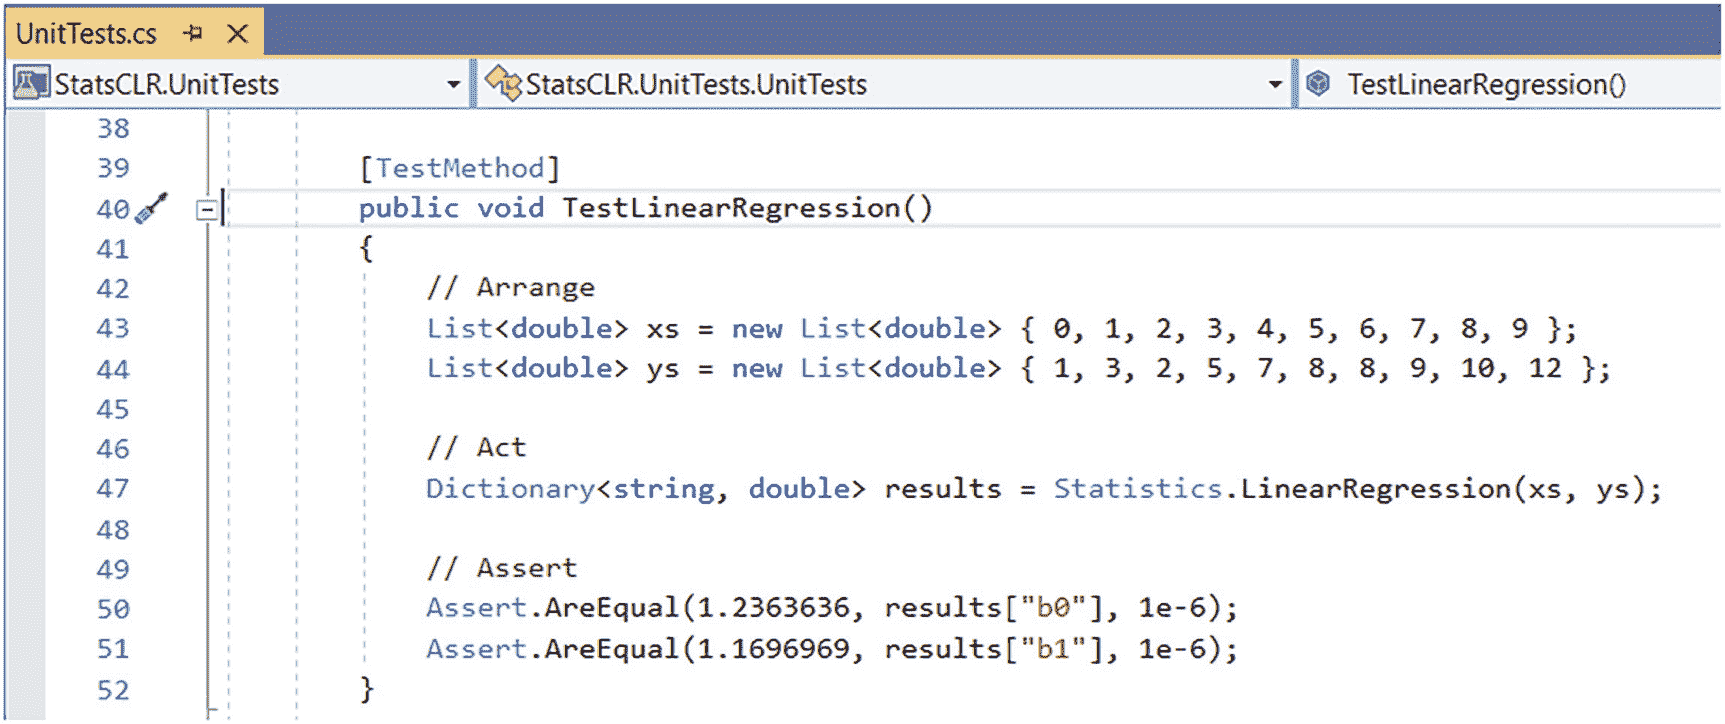 UnitTests.cs
StatsCLR.UnitTests StatsCLR.UnitTests.UnitTests TestLinearRegression()
38
39 [TestMethod]
40 public void TestLinearRegression()
41 {
42 // Arrange
43 List<double> xs = new List<double> { 0, 1, 2, 3, 4, 5, 6, 7, 8, 9 };
44 List<double> ys = new List<double> { 1, 3, 2, 5, 7, 8, 8, 9, 10, 12 };
45
46 // Act
47 Dictionary<string, double> results = Statistics.LinearRegression(xs, ys);
48
49 // Assert
50 Assert.AreEqual(1.2363636, results["b0"], 1e-6);
51 Assert.AreEqual(1.1696969, results["b1"], 1e-6);
52 }